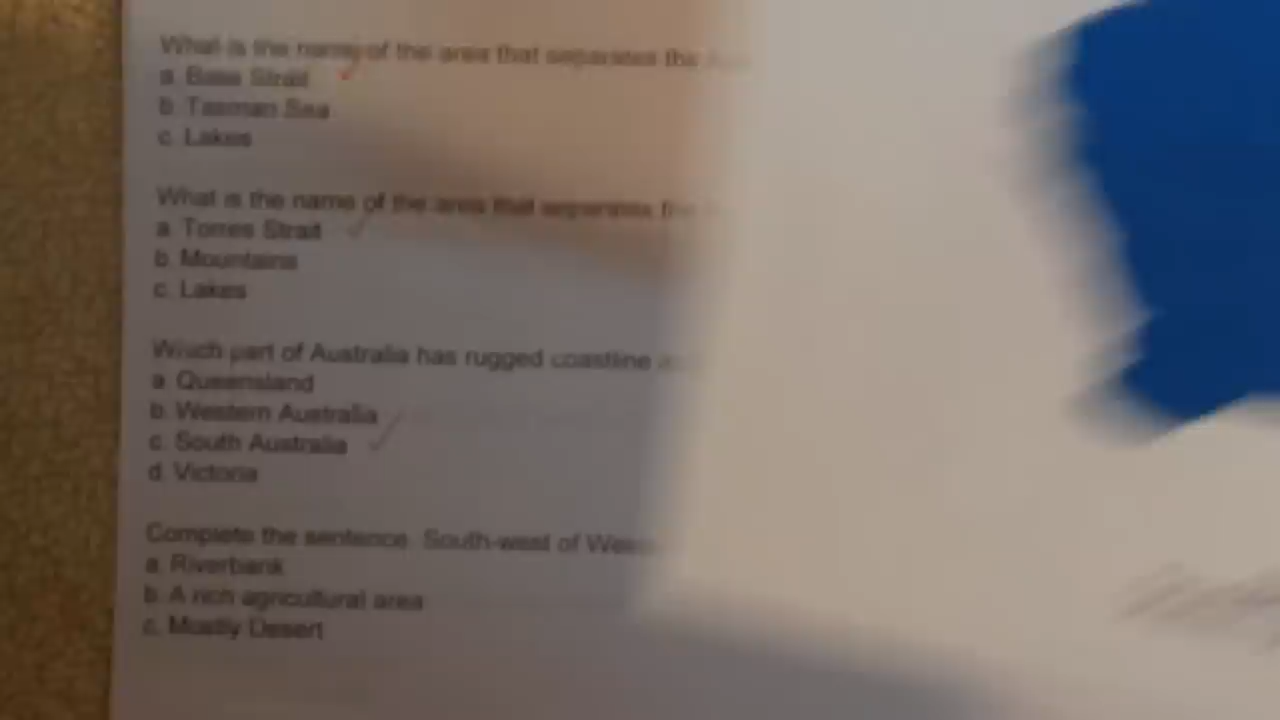 What is the name of the area that separates the
a. Bass Strait
b. Tasman Sea
c. Lakes
What is the name of the area that separates the
a. Torres Strait
b. Mountains
c. Lakes
Which part of Australia has rugged coastline
a. Queensland
b. Western Australia
c. South Australia
d. Victoria
Complete the sentence. South-west of
a. Riverbank
b. A rich agricultural area
c. Mostly Desert